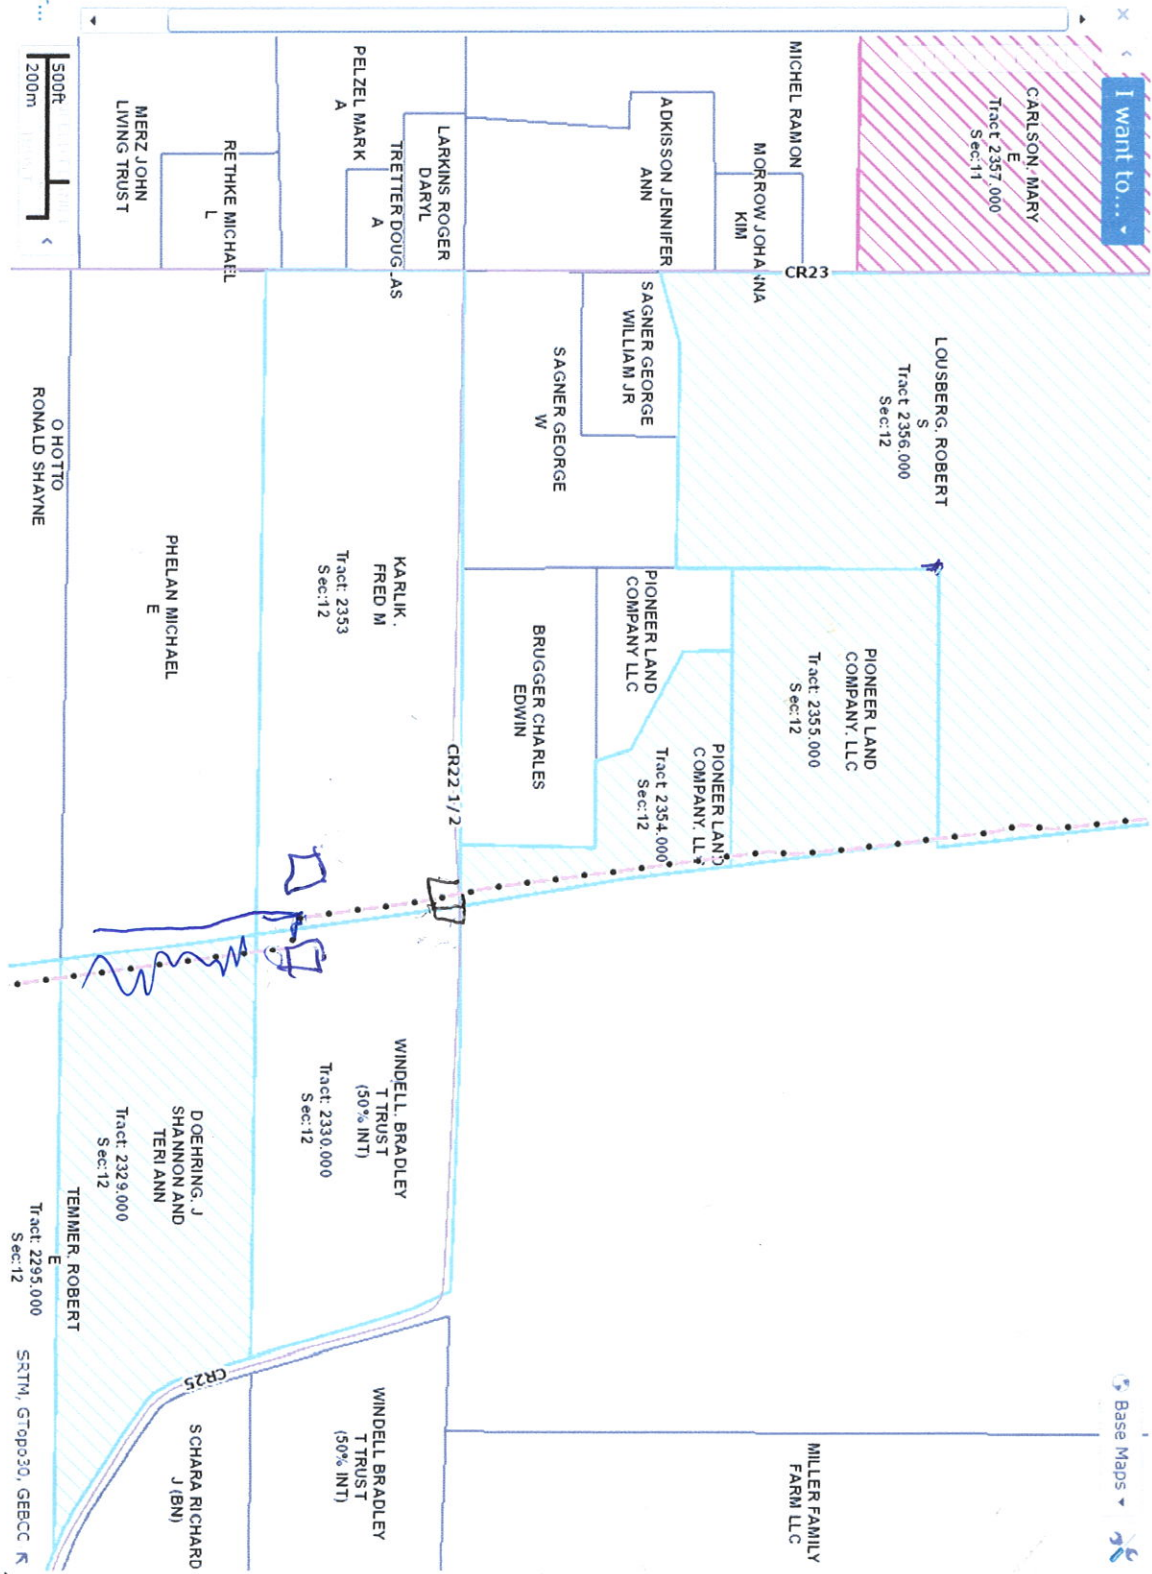 I want to...
Base Maps
CARLSON, MARY
E
Tract: 2357.000
Sec:11
LOUSBERG, ROBERT
S
Tract: 2356.000
Sec:12
PIONEER LAND
COMPANY. LLC
Tract: 2355.000
Sec:12
MILLER FAMILY
FARM LLC
MICHEL RAMON
CR23
MORROW JOHANNA
KIM
PIONEER LAND
COMPANY. LLC
Tract: 2354.000
Sec:12
ADKISSON JENNIFER
ANN
SAGNER GEORGE
WILLIAM JR
PIONEER LAND
COMPANY LLC
SAGNER GEORGE
W
BRUGGER CHARLES
EDWIN
CR22 1/2
LARKINS ROGER
DARYL
TRETTER DOUGLAS
A
PELZEL MARK
A
KARLIK .
FRED M
Tract: 2353
Sec:12
WINDELL. BRADLEY
T TRUST
(50% INT)
Tract: 2330.000
Sec:12
WINDELL BRADLEY
T TRUST
(50% INT)
RETHKE MICHAEL
L
MERZ JOHN
LIVING TRUST
PHELAN MICHAEL
E
DOEHRING. J
SHANNON AND
TERI ANN
Tract: 2329.000
Sec:12
CR25
SCHARA RICHARD
J (BN)
O HOTTO
RONALD SHAYNE
TEMMER, ROBERT
E
Tract: 2295.000
Sec:12
500ft
200m
SRTM, GTopo30, GEBCC